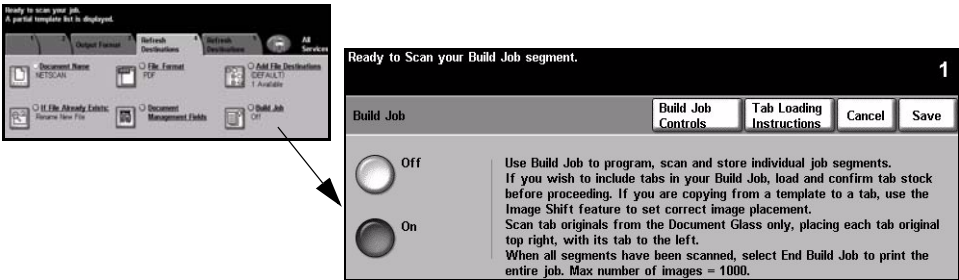 Ready to scan your job.
A partial template list is displayed.
1
2
Output Format
Refresh Destinations
4
Refresh Destinations
All Services
Document Name
NETSCAN
File Format
PDF
Add File Destinations
(DEFAULT)
1 Available
If File Already Exists:
Rename New File
Document Management Fields
Build Job
Off
Ready to Scan your Build Job segment.
1
Build Job
Build Job Controls
Tab Loading Instructions
Cancel
Save
Off
On
Use Build Job to program, scan and store individual job segments.
If you wish to include tabs in your Build Job, load and confirm tab stock
before proceeding. If you are copying from a template to a tab, use the
Image Shift feature to set correct image placement.
Scan tab originals from the Document Glass only, placing each tab original
top right, with its tab to the left.
When all segments have been scanned, select End Build Job to print the
entire job. Max number of images = 1000.